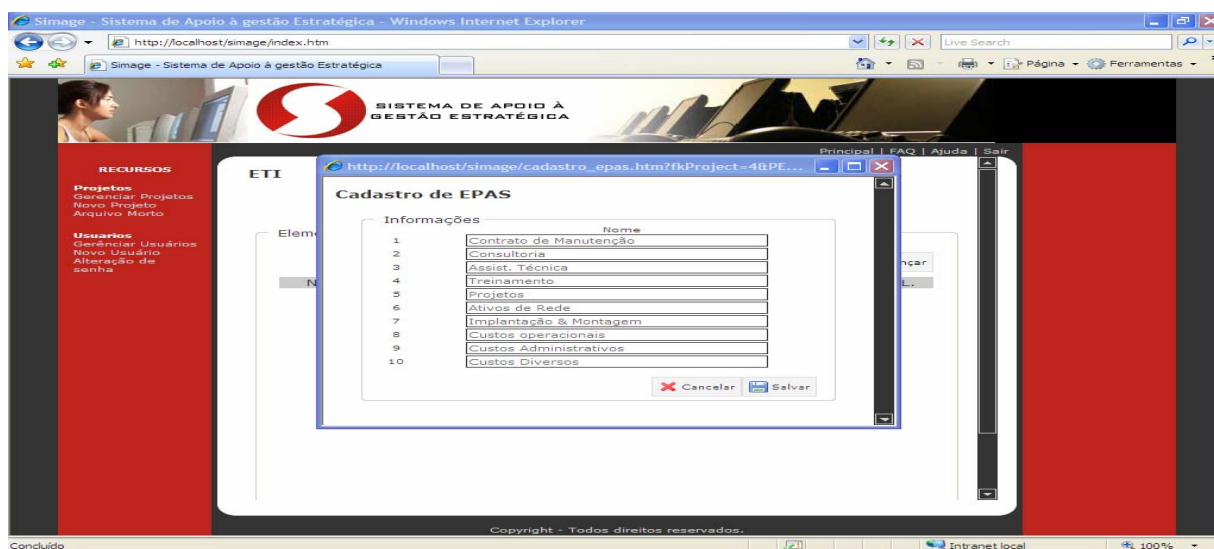 Simage - Sistema de Apoio à gestão Estratégica - Windows Internet Explorer
http://localhost/simage/index.htm
Live Search
Simage - Sistema de Apoio à gestão Estratégica
Página
Ferramentas
SISTEMA DE APOIO À
GESTÃO ESTRATÉGICA
Principal | FAQ | Ajuda | Sair
RECURSOS
Projetos
Gerenciar Projetos
Novo Projeto
Arquivo Morto
Usuarios
Gerênciar Usuários
Novo Usuário
Alteração de
senha
ETI
http://localhost/simage/cadastro_epas.htm?fkProject=4&PE...
Cadastro de EPAS
Informações
Nome
1 Contrato de Manutenção
2 Consultoria
3 Assist. Técnica
4 Treinamento
5 Projetos
6 Ativos de Rede
7 Implantação & Montagem
8 Custos operacionais
9 Custos Administrativos
10 Custos Diversos
Cancelar Salvar
Elem
nçar
N
L.
Copyright - Todos direitos reservados.
Concluído
Intranet local
100%